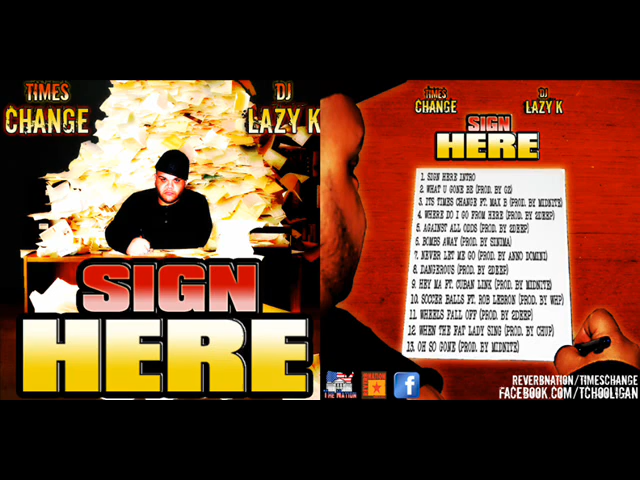 TIMES
CHANGE
DJ
LAZY K
SIGN
HERE
TIMES
CHANGE
DJ
LAZY K
SIGN
HERE
1. SIGN HERE INTRO
2. WHAT U GONE BE (PROD. BY G2)
3. ITS TIMES CHANGE FT. MAX B (PROD. BY MIDNITE)
4. WHERE DO I GO FROM HERE (PROD. BY 2DEEP)
5. AGAINST ALL ODDS (PROD. BY 2DEEP)
6. BOMBS AWAY (PROD. BY SINIMA)
7. NEVER LET ME GO (PROD. BY ANNO DOMINI)
8. DANGEROUS (PROD. BY 2DEEP)
9. HEY MA FT. CUBAN LINK (PROD. BY MIDNITE)
10. SOCCER BALLS FT. ROB LEBRON (PROD. BY WHP)
11. WHEELS FALL OFF (PROD. BY 2DEEP)
12. WHEN THE FAT LADY SING (PROD. BY CHUP)
13. OH SO GONE (PROD. BY MIDNITE)
THE NATION
f
REVERBNATION/TIMESCHANGE
FACEBOOK.COM/TCHOOLIGAN